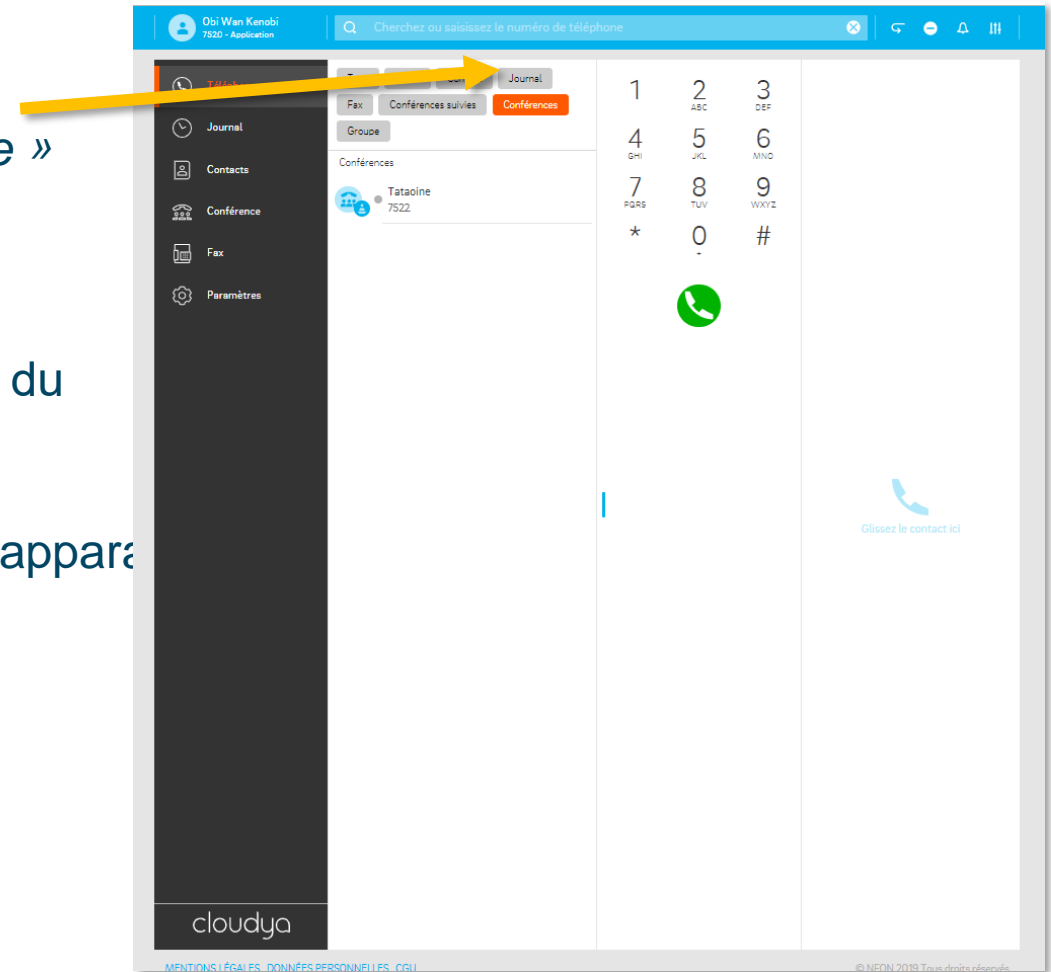 Obi Wan Kenobi
7520 - Application
Cherchez ou saisissez le numéro de téléphone
e »
du
Journal
Contacts
Conférence
Fax
Paramètres
cloudya
Journal
Fax Conférences suivies Conférences
Groupe
Conférences
Tataoine
7522
1 2 3
ABC DEF
4 5 6
GHI JKL MNO
7 8 9
PQRS TUV WXYZ
* 0 #
Glissez le contact ici
MENTIONS LÉGALES DONNÉES PERSONNELLES CGU
© NFON 2019 Tous droits réservés